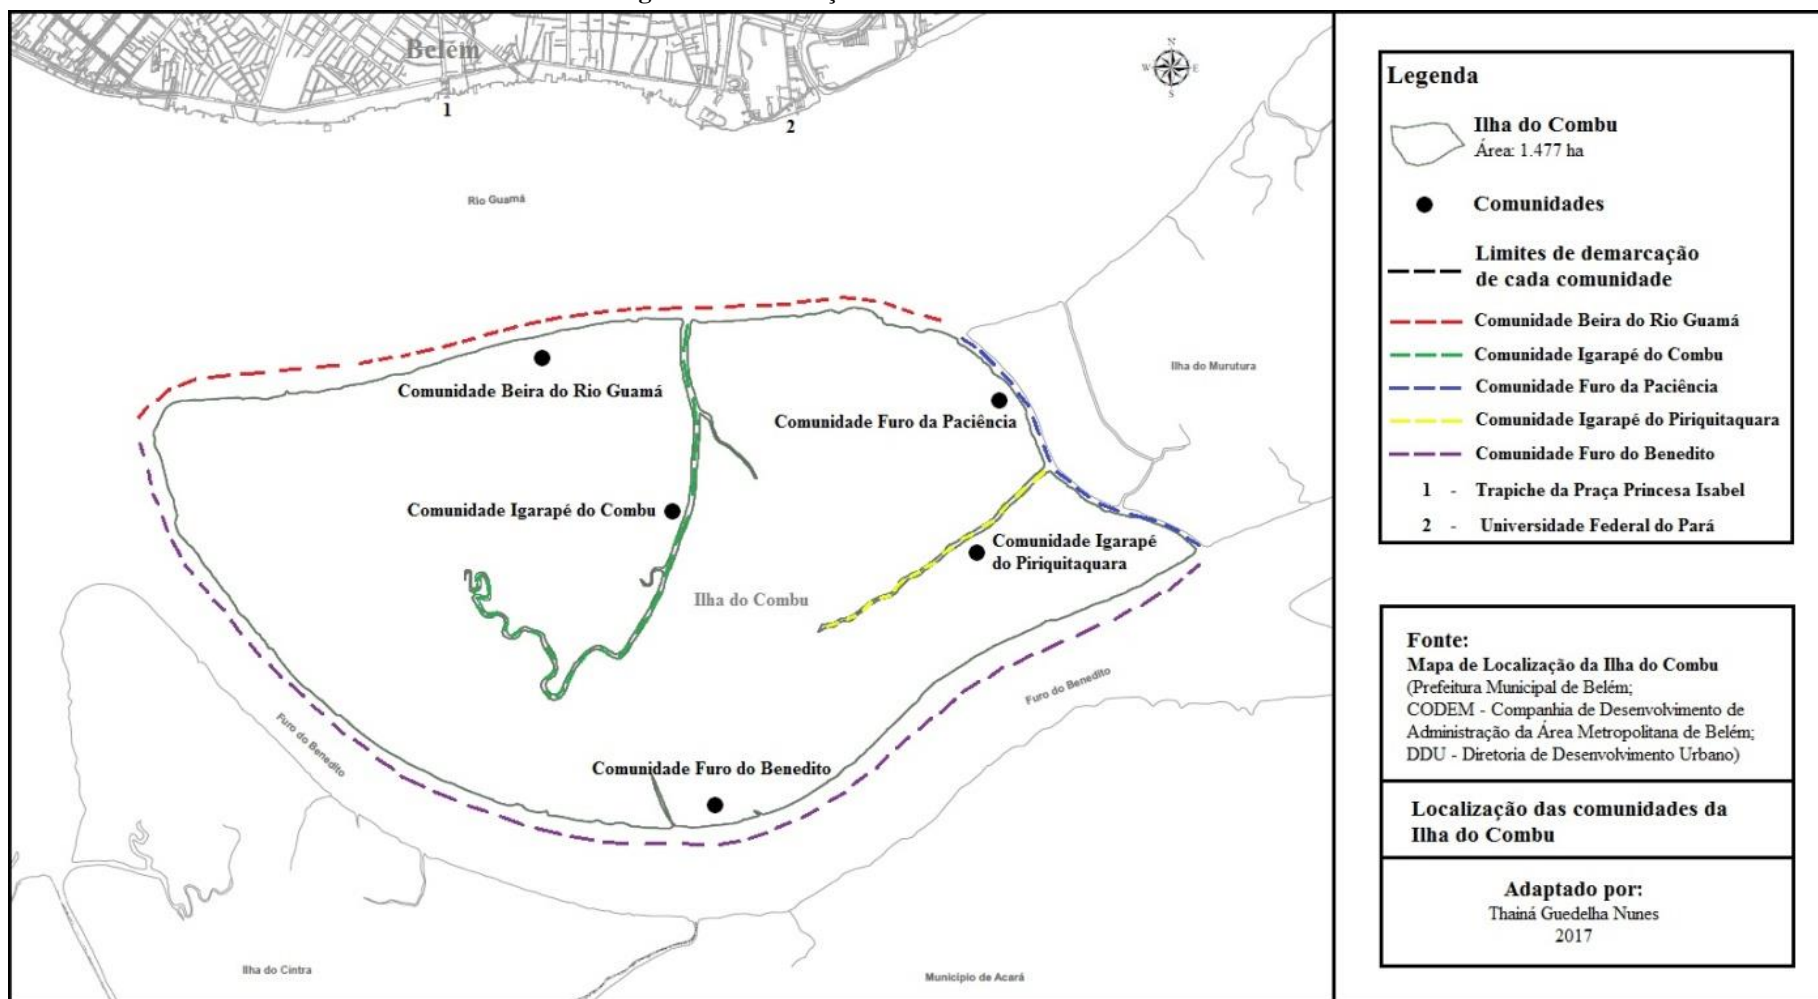 Belém
1
2
N
W
E
S
Rio Guamá
Ilha do Murutura
Comunidade Beira do Rio Guamá
Comunidade Furo da Paciência
Comunidade Igarapé do Combu
Comunidade Igarapé
do Piriquitaquara
Ilha do Combu
Furo do Benedito
Furo do Benedito
Comunidade Furo do Benedito
Ilha do Cintra
Município de Acará
Legenda
Ilha do Combu
Área: 1.477 ha
Comunidades
Limites de demarcação
de cada comunidade
Comunidade Beira do Rio Guamá
Comunidade Igarapé do Combu
Comunidade Furo da Paciência
Comunidade Igarapé do Piriquitaquara
Comunidade Furo do Benedito
1 - Trapiche da Praça Princesa Isabel
2 - Universidade Federal do Pará
Fonte:
Mapa de Localização da Ilha do Combu
(Prefeitura Municipal de Belém;
CODEM - Companhia de Desenvolvimento de
Administração da Área Metropolitana de Belém;
DDU - Diretoria de Desenvolvimento Urbano)
Localização das comunidades da
Ilha do Combu
Adaptado por:
Thainá Guedelha Nunes
2017